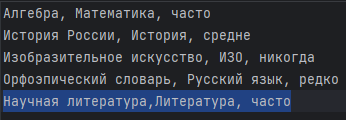 Алгебра, Математика, часто
История России, История, средне
Изобразительное искусство, ИЗО, никогда
Орфоэпический словарь, Русский язык, редко
Научная литература,Литература, часто